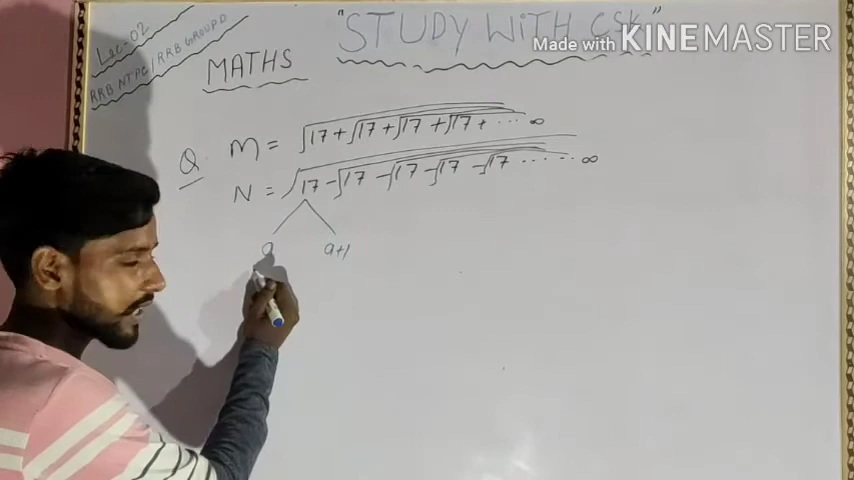 Lec:-02
RRB NTPC / RRB GROUP D
"STUDY WITH CSK"
Made with KINEMASTER
MATHS
Q. M = √17+√17+√17+√17+ ... ∞
N = √17-√17-√17-√17-√17 ...... ∞
a a+1